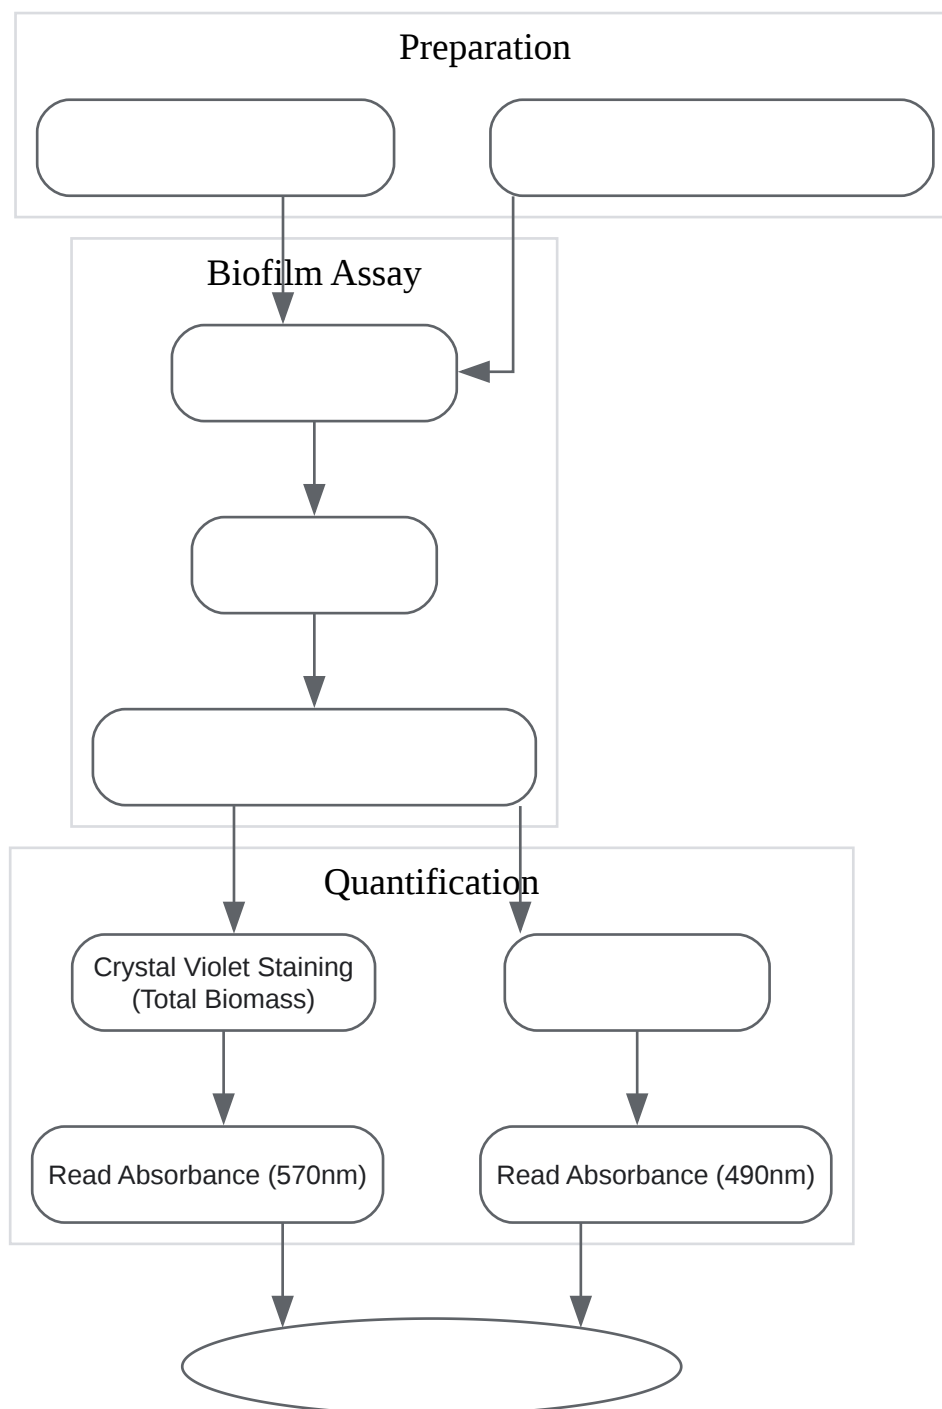 Preparation
Biofilm Assay
Quantification
Crystal Violet Staining
(Total Biomass)
Read Absorbance (570nm)
Read Absorbance (490nm)